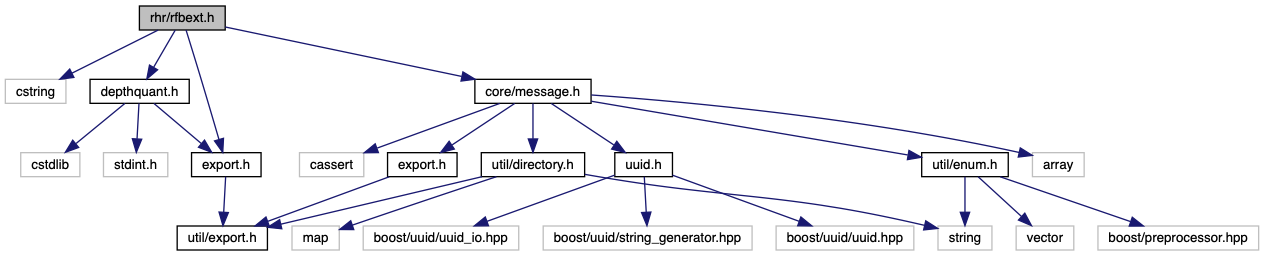 rhr/rfbext.h
cstring
depthquant.h
core/message.h
cstdlib
stdint.h
export.h
cassert
export.h
util/directory.h
uuid.h
util/enum.h
array
util/export.h
map
boost/uuid/uuid_io.hpp
boost/uuid/string_generator.hpp
boost/uuid/uuid.hpp
string
vector
boost/preprocessor.hpp